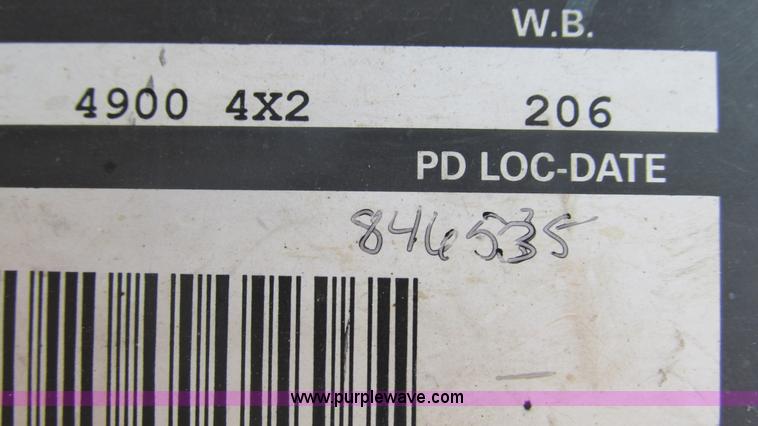 W.B.
4900 4X2 206
PD LOC-DATE
846535
www.purplewave.com